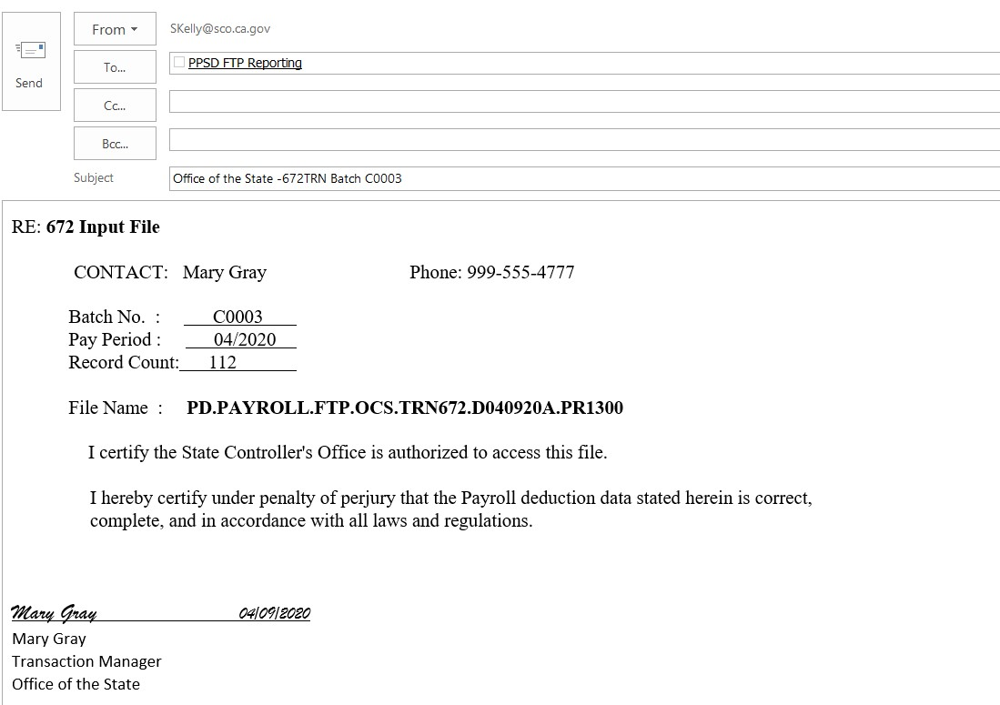 Send
From SKelly@sco.ca.gov
To... PPSD FTP Reporting
Cc...
Bcc...
Subject Office of the State -672TRN Batch C0003
RE: 672 Input File
CONTACT: Mary Gray Phone: 999-555-4777
Batch No. : C0003
Pay Period : 04/2020
Record Count: 112
File Name : PD.PAYROLL.FTP.OCS.TRN672.D040920A.PR1300
I certify the State Controller's Office is authorized to access this file.
I hereby certify under penalty of perjury that the Payroll deduction data stated herein is correct,
complete, and in accordance with all laws and regulations.
Mary Gray 04/09/2020
Mary Gray
Transaction Manager
Office of the State